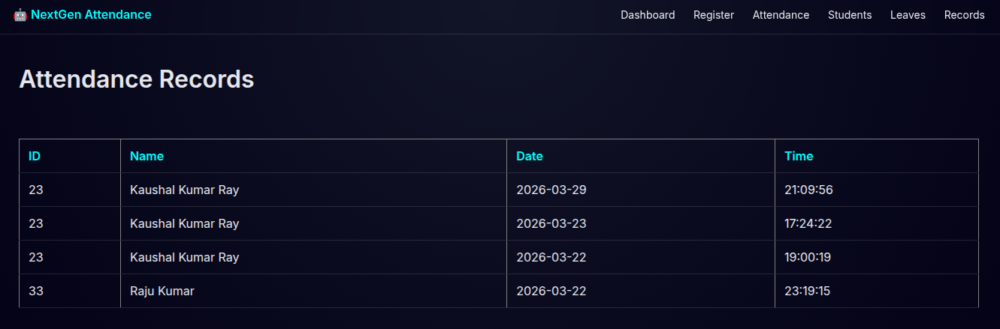 🤖 NextGen Attendance Dashboard Register Attendance Students Leaves Records
Attendance Records
ID Name Date Time
23 Kaushal Kumar Ray 2026-03-29 21:09:56
23 Kaushal Kumar Ray 2026-03-23 17:24:22
23 Kaushal Kumar Ray 2026-03-22 19:00:19
33 Raju Kumar 2026-03-22 23:19:15